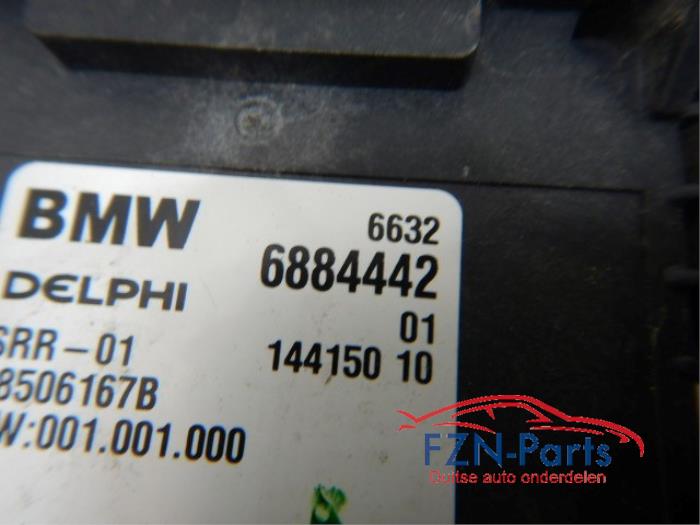 BMW 6632
DELPHI 6884442
01
SRR-01 144150 10
8506167B
W:001.001.000
FZN-Parts
Duitse auto onderdelen